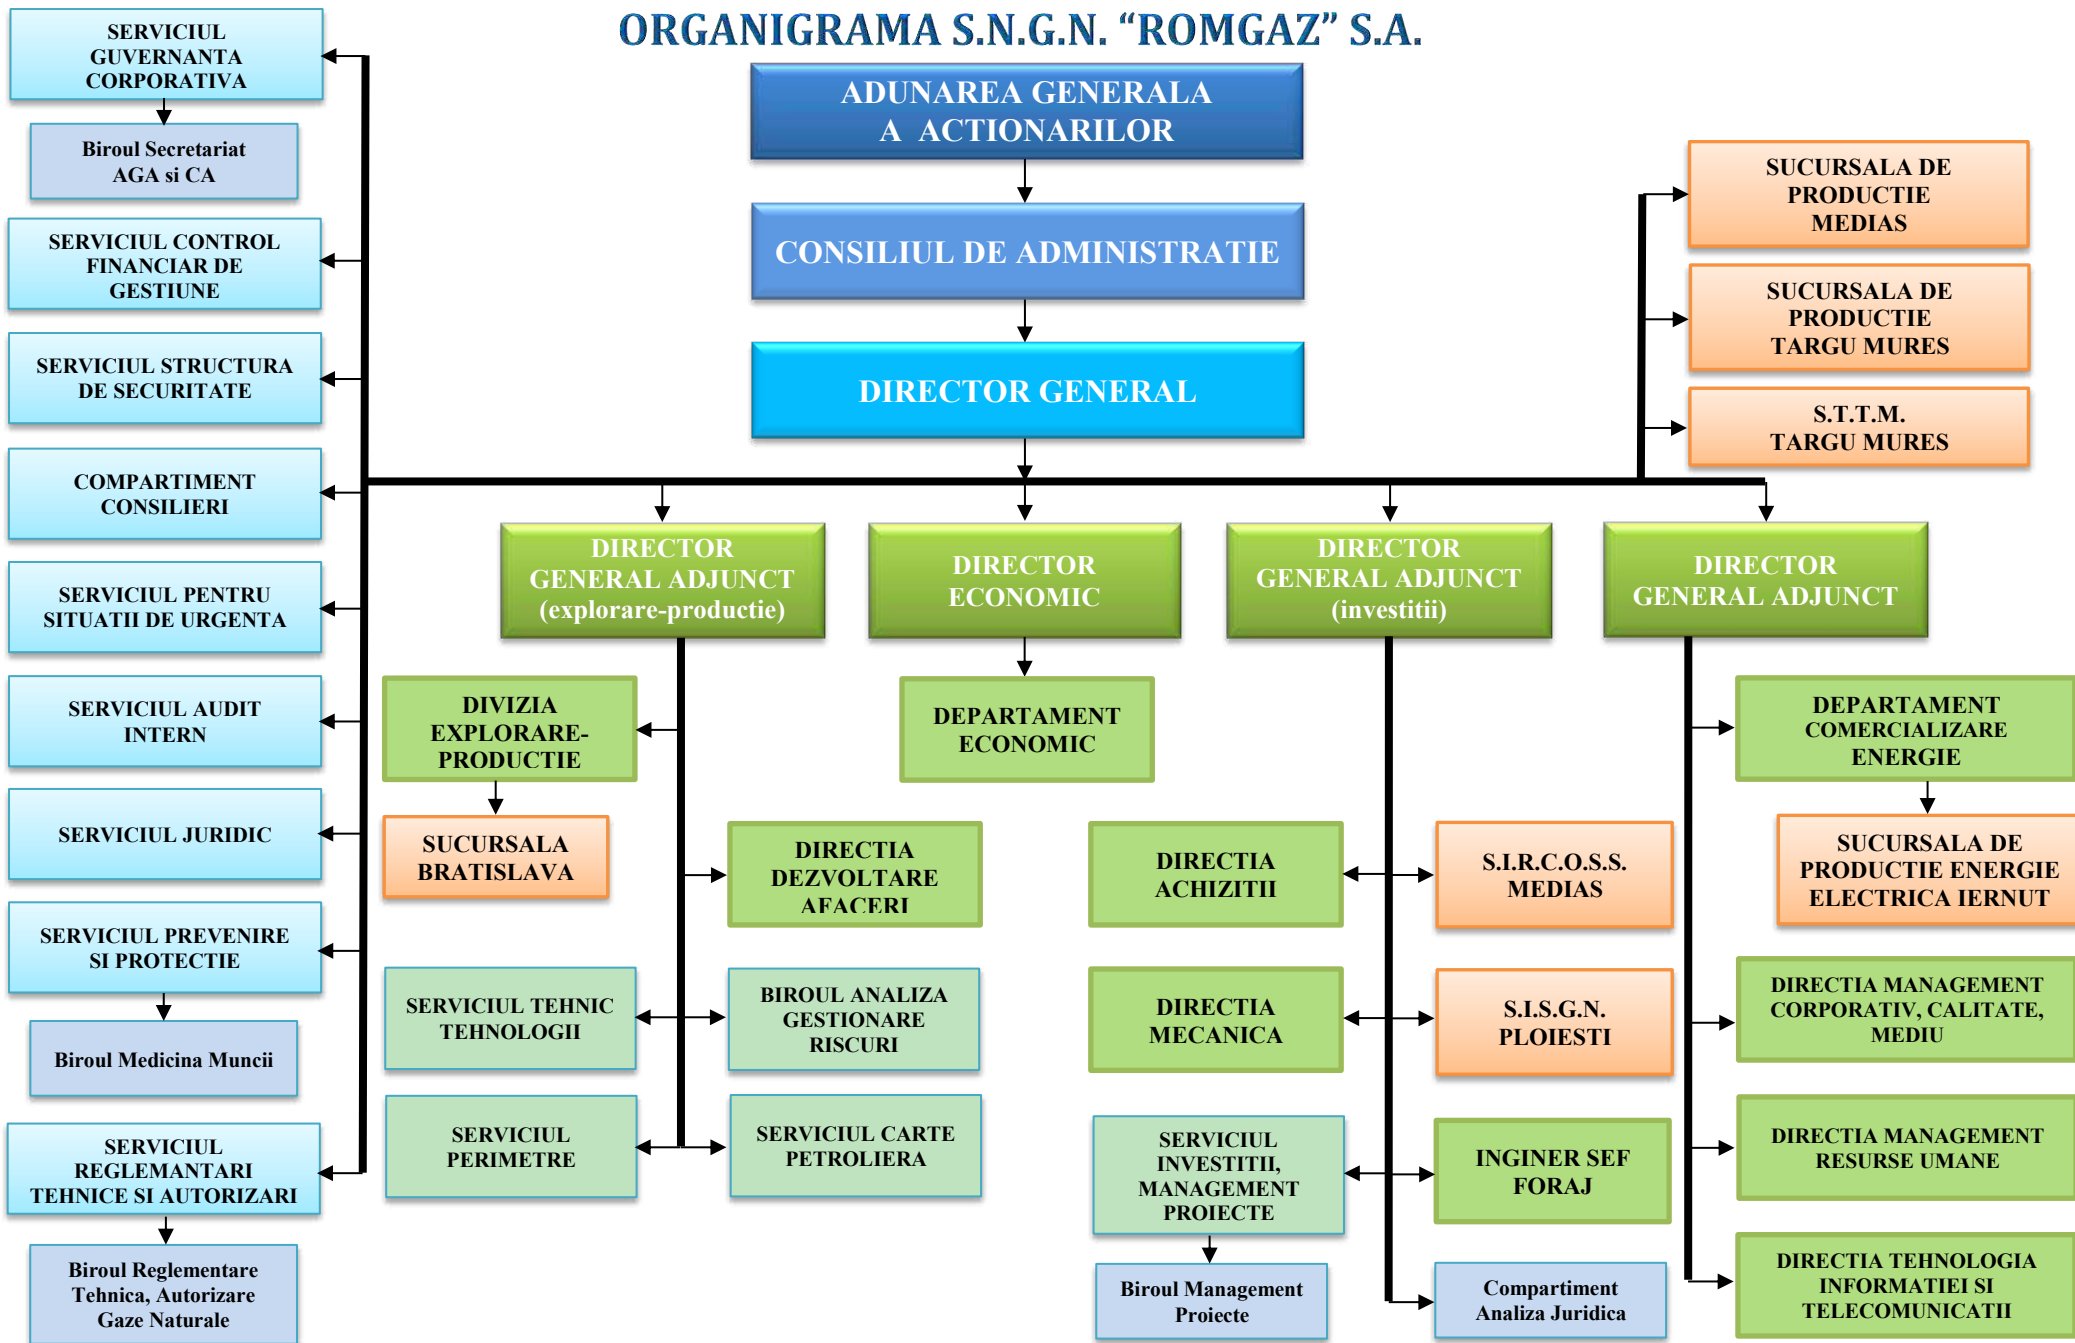 ORGANIGRAMA S.N.G.N. “ROMGAZ” S.A.
SERVICIUL
GUVERNANTA
CORPORATIVA
Biroul Secretariat
AGA si CA
SERVICIUL CONTROL
FINANCIAR DE
GESTIUNE
SERVICIUL STRUCTURA
DE SECURITATE
COMPARTIMENT
CONSILIERI
SERVICIUL PENTRU
SITUATII DE URGENTA
SERVICIUL AUDIT
INTERN
SERVICIUL JURIDIC
SERVICIUL PREVENIRE
SI PROTECTIE
Biroul Medicina Muncii
SERVICIUL
REGLEMANTARI
TEHNICE SI AUTORIZARI
Biroul Reglementare
Tehnica, Autorizare
Gaze Naturale
ADUNAREA GENERALA
A ACTIONARILOR
CONSILIUL DE ADMINISTRATIE
DIRECTOR GENERAL
SUCURSALA DE
PRODUCTIE
MEDIAS
SUCURSALA DE
PRODUCTIE
TARGU MURES
S.T.T.M.
TARGU MURES
DIRECTOR
GENERAL ADJUNCT
(explorare-productie)
DIRECTOR
ECONOMIC
DIRECTOR
GENERAL ADJUNCT
(investitii)
DIRECTOR
GENERAL ADJUNCT
DIVIZIA
EXPLORARE-
PRODUCTIE
SUCURSALA
BRATISLAVA
DIRECTIA
DEZVOLTARE
AFACERI
SERVICIUL TEHNIC
TEHNOLOGII
BIROUL ANALIZA
GESTIONARE
RISCURI
SERVICIUL
PERIMETRE
SERVICIUL CARTE
PETROLIERA
DEPARTAMENT
ECONOMIC
DIRECTIA
ACHIZITII
S.I.R.C.O.S.S.
MEDIAS
DIRECTIA
MECANICA
S.I.S.G.N.
PLOIESTI
SERVICIUL
INVESTITII,
MANAGEMENT
PROIECTE
INGINER SEF
FORAJ
Biroul Management
Proiecte
Compartiment
Analiza Juridica
DEPARTAMENT
COMERCIALIZARE
ENERGIE
SUCURSALA DE
PRODUCTIE ENERGIE
ELECTRICA IERNUT
DIRECTIA MANAGEMENT
CORPORATIV, CALITATE,
MEDIU
DIRECTIA MANAGEMENT
RESURSE UMANE
DIRECTIA TEHNOLOGIA
INFORMATIEI SI
TELECOMUNICATII